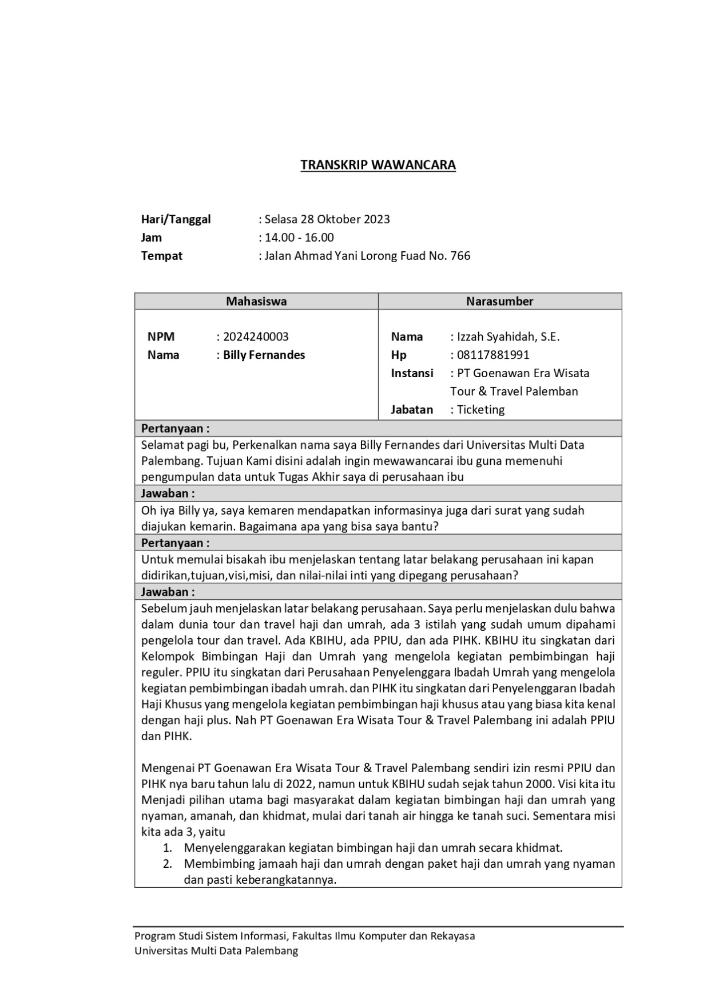 TRANSKRIP WAWANCARA
Hari/Tanggal : Selasa 28 Oktober 2023
Jam : 14.00 - 16.00
Tempat : Jalan Ahmad Yani Lorong Fuad No. 766
Mahasiswa
NPM : 2024240003
Nama : Billy Fernandes
Narasumber
Nama : Izzah Syahidah, S.E.
Hp : 08117881991
Instansi : PT Goenawan Era Wisata
Tour & Travel Palemban
Jabatan : Ticketing
Pertanyaan :
Selamat pagi bu, Perkenalkan nama saya Billy Fernandes dari Universitas Multi Data
Palembang. Tujuan Kami disini adalah ingin mewawancarai ibu guna memenuhi
pengumpulan data untuk Tugas Akhir saya di perusahaan ibu
Jawaban :
Oh iya Billy ya, saya kemaren mendapatkan informasinya juga dari surat yang sudah
diajukan kemarin. Bagaimana apa yang bisa saya bantu?
Pertanyaan :
Untuk memulai bisakah ibu menjelaskan tentang latar belakang perusahaan ini kapan
didirikan,tujuan,visi,misi, dan nilai-nilai inti yang dipegang perusahaan?
Jawaban :
Sebelum jauh menjelaskan latar belakang perusahaan. Saya perlu menjelaskan dulu bahwa
dalam dunia tour dan travel haji dan umrah, ada 3 istilah yang sudah umum dipahami
pengelola tour dan travel. Ada KBIHU, ada PPIU, dan ada PIHK. KBIHU itu singkatan dari
Kelompok Bimbingan Haji dan Umrah yang mengelola kegiatan pembimbingan haji
reguler. PPIU itu singkatan dari Perusahaan Penyelenggara Ibadah Umrah yang mengelola
kegiatan pembimbingan ibadah umrah. dan PIHK itu singkatan dari Penyelenggaran Ibadah
Haji Khusus yang mengelola kegiatan pembimbingan haji khusus atau yang biasa kita kenal
dengan haji plus. Nah PT Goenawan Era Wisata Tour & Travel Palembang ini adalah PPIU
dan PIHK.
Mengenai PT Goenawan Era Wisata Tour & Travel Palembang sendiri izin resmi PPIU dan
PIHK nya baru tahun lalu di 2022, namun untuk KBIHU sudah sejak tahun 2000. Visi kita itu
Menjadi pilihan utama bagi masyarakat dalam kegiatan bimbingan haji dan umrah yang
nyaman, amanah, dan khidmat, mulai dari tanah air hingga ke tanah suci. Sementara misi
kita ada 3, yaitu
1. Menyelenggarakan kegiatan bimbingan haji dan umrah secara khidmat.
2. Membimbing jamaah haji dan umrah dengan paket haji dan umrah yang nyaman
dan pasti keberangkatannya.
Program Studi Sistem Informasi, Fakultas Ilmu Komputer dan Rekayasa
Universitas Multi Data Palembang